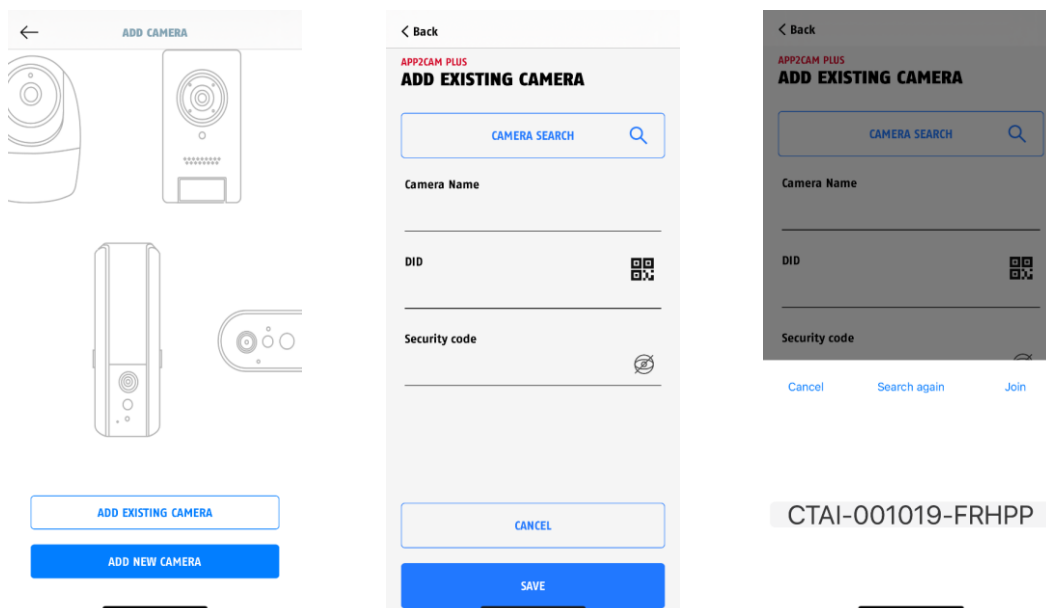 ADD CAMERA
ADD EXISTING CAMERA
ADD NEW CAMERA
Back
APP2CAM PLUS
ADD EXISTING CAMERA
CAMERA SEARCH
Camera Name
DID
Security code
CANCEL
SAVE
Back
APP2CAM PLUS
ADD EXISTING CAMERA
CAMERA SEARCH
Camera Name
DID
Security code
Cancel Search again Join
CTAI-001019-FRHPP